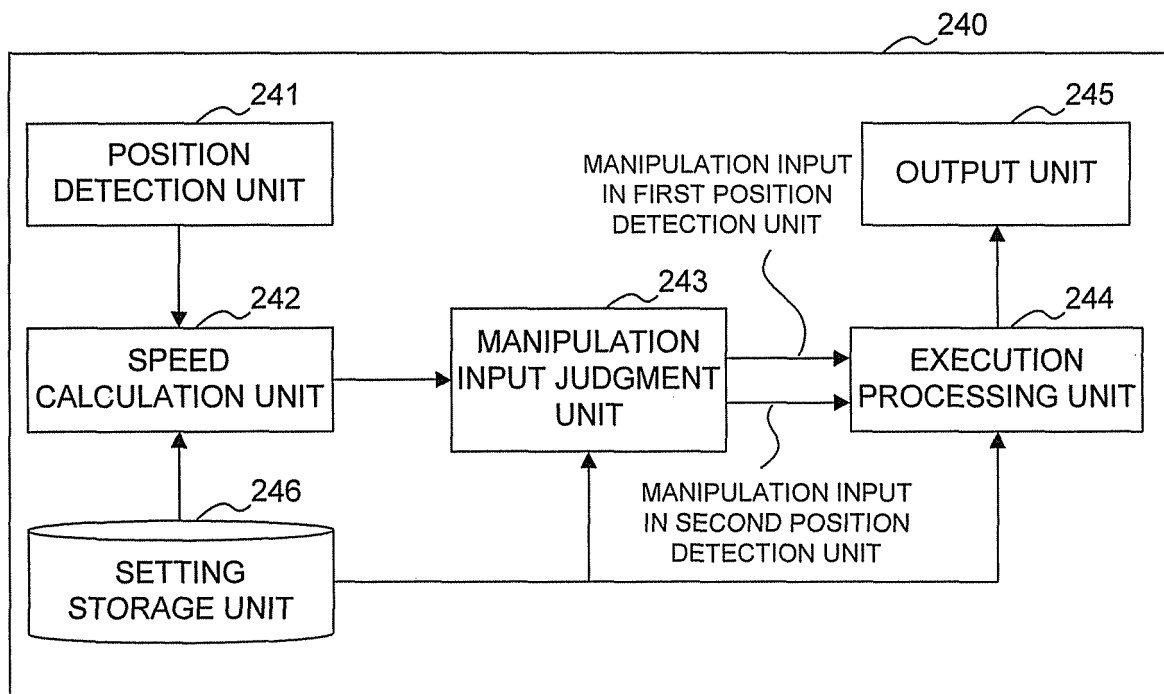 240
241
POSITION
DETECTION UNIT
245
OUTPUT UNIT
MANIPULATION INPUT
IN FIRST POSITION
DETECTION UNIT
242
SPEED
CALCULATION UNIT
243
MANIPULATION
INPUT JUDGMENT
UNIT
244
EXECUTION
PROCESSING UNIT
246
SETTING
STORAGE UNIT
MANIPULATION INPUT
IN SECOND POSITION
DETECTION UNIT